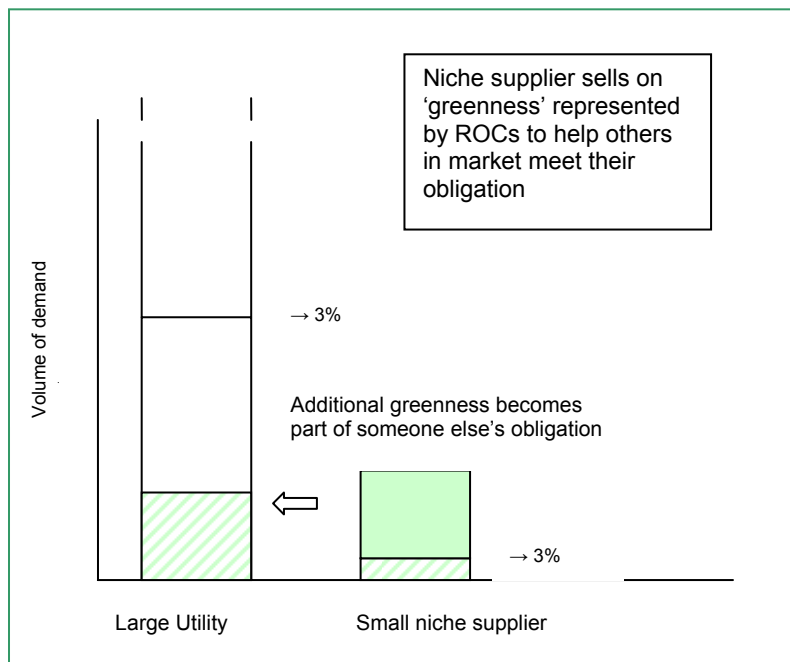 Niche supplier sells on
‘greenness’ represented
by ROCs to help others
in market meet their
obligation
Volume of demand
→ 3%
Additional greenness becomes
part of someone else’s obligation
→ 3%
Large Utility
Small niche supplier